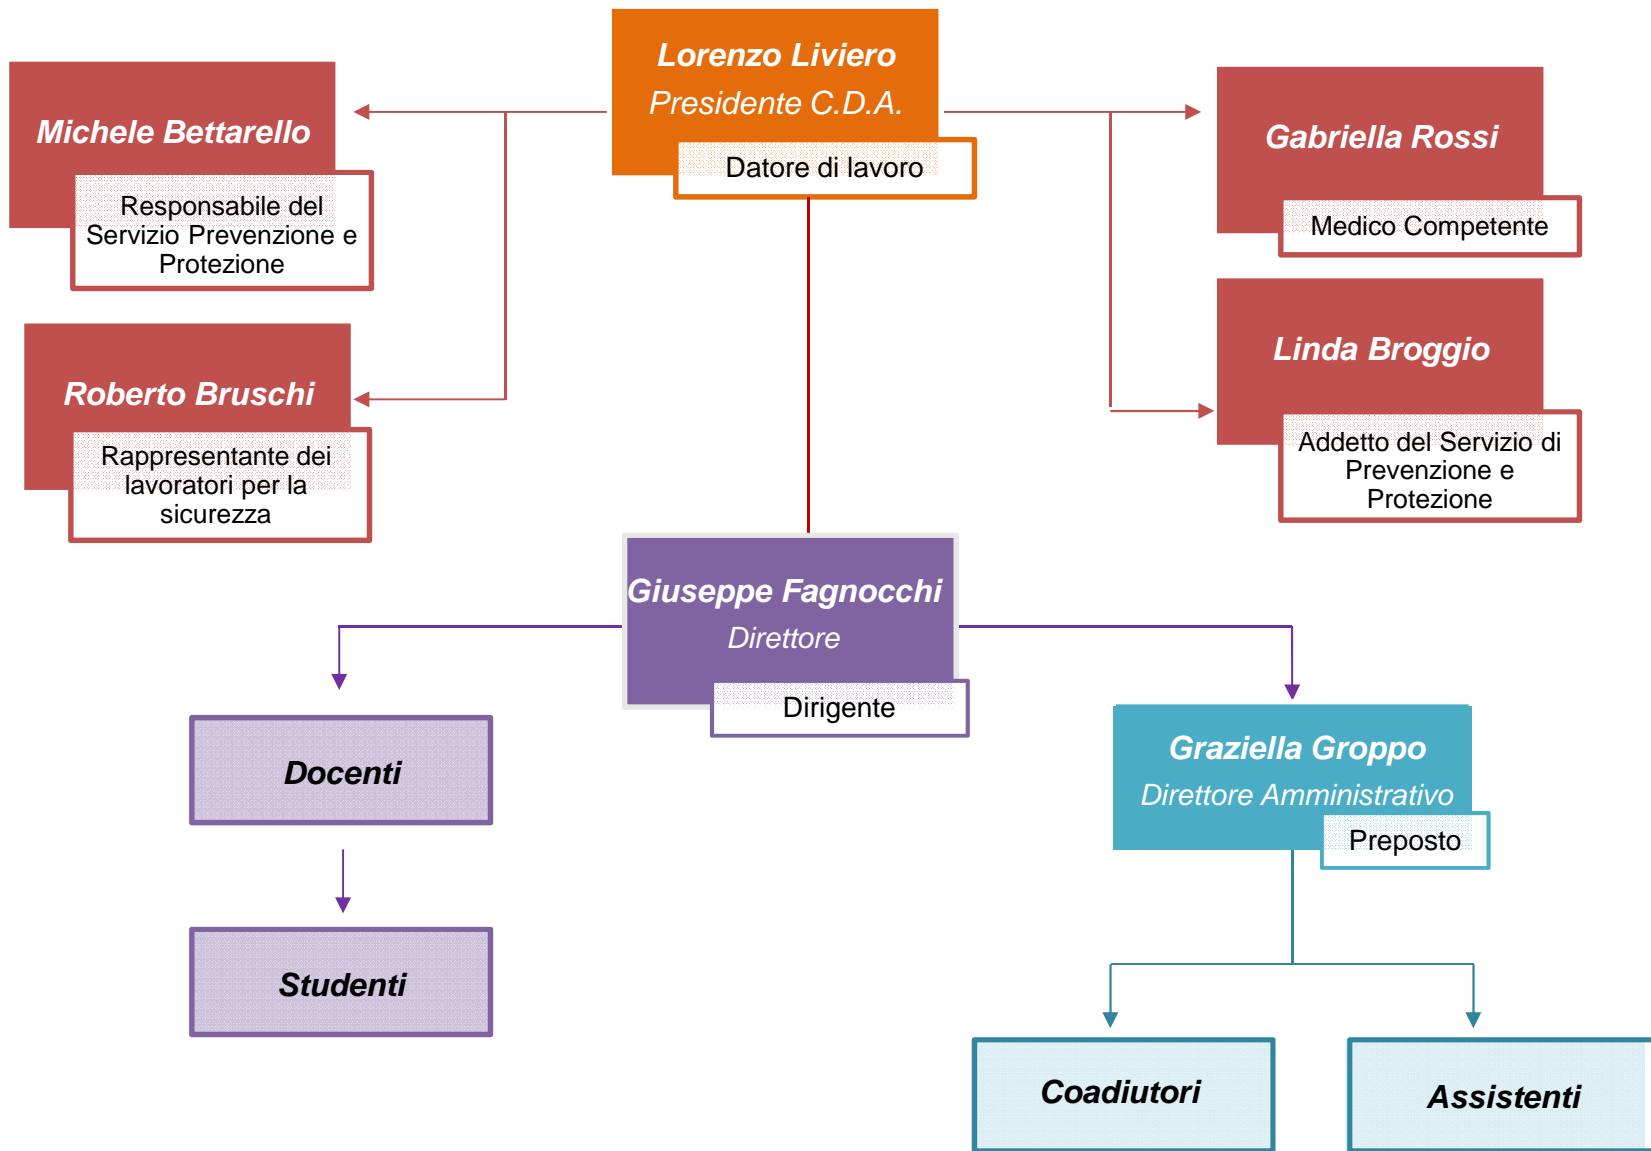 Lorenzo Liviero
Presidente C.D.A.
Datore di lavoro
Michele Bettarello
Responsabile del
Servizio Prevenzione e
Protezione
Gabriella Rossi
Medico Competente
Roberto Bruschi
Rappresentante dei
lavoratori per la
sicurezza
Linda Broggio
Addetto del Servizio di
Prevenzione e
Protezione
Giuseppe Fagnocchi
Direttore
Dirigente
Docenti
Studenti
Graziella Groppo
Direttore Amministrativo
Preposto
Coadiutori
Assistenti